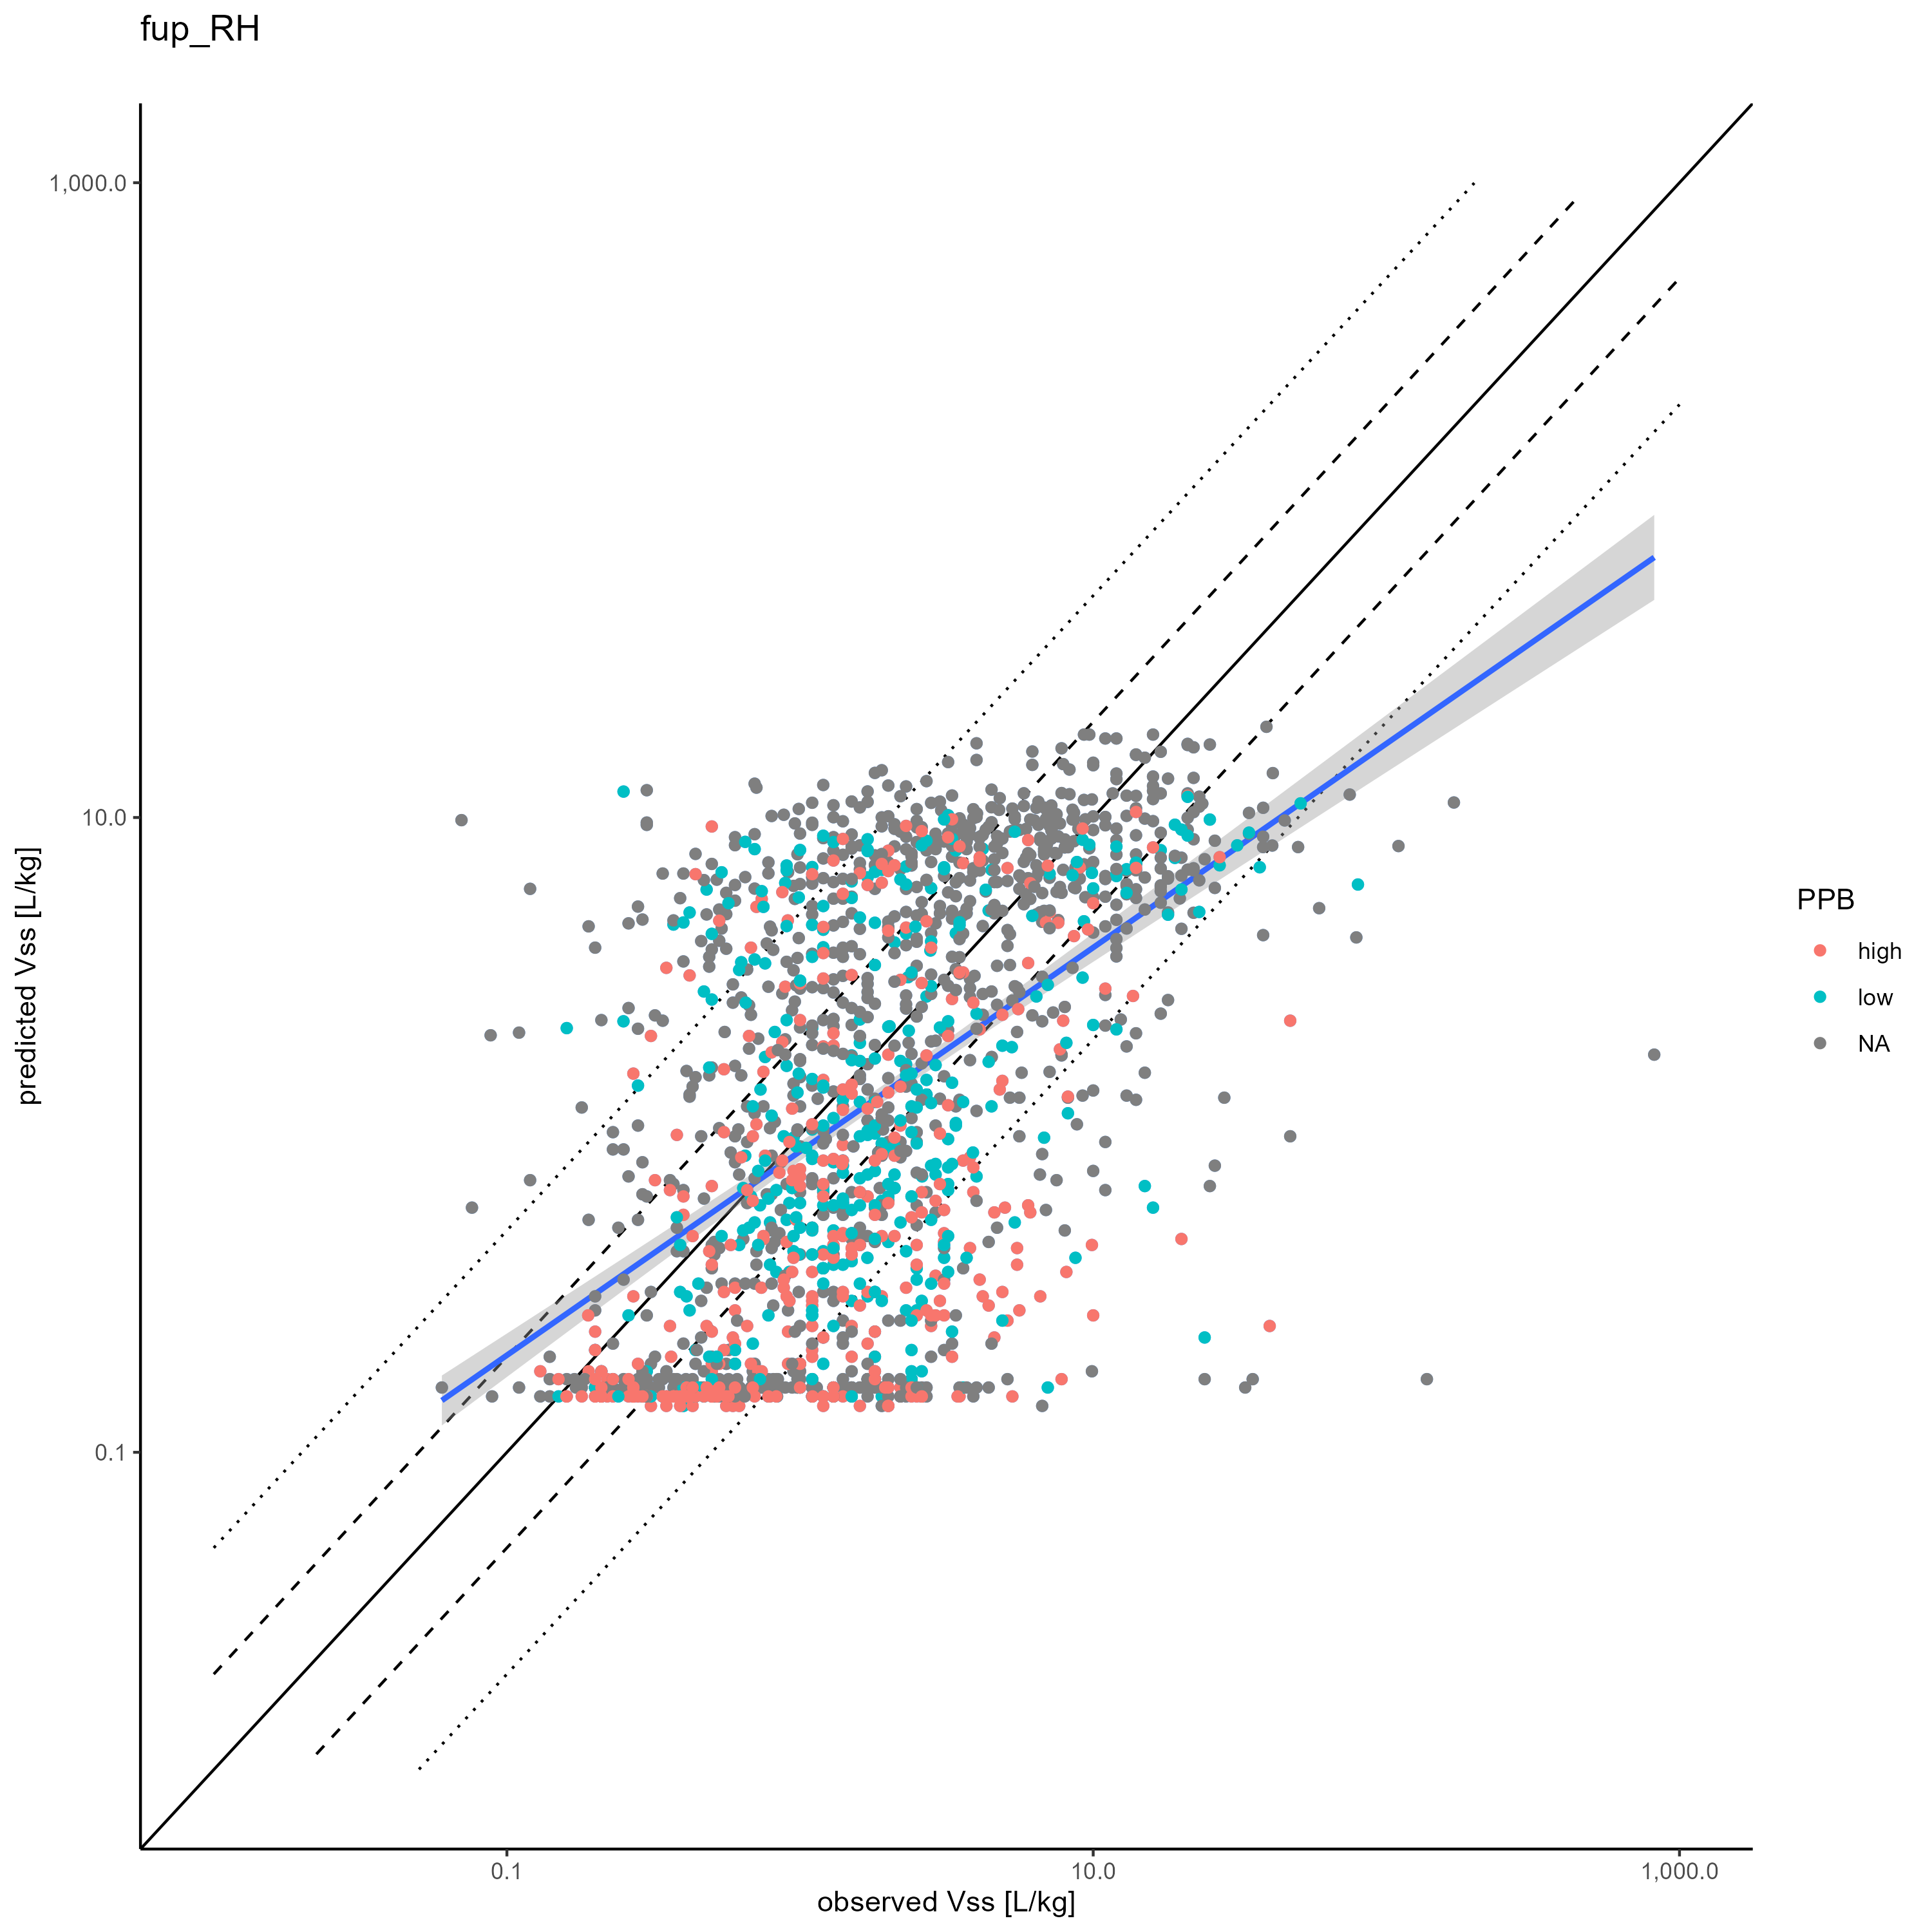 fup_RH
predicted Vss [L/kg]
1,000.0
10.0
0.1
0.1
10.0
1,000.0
observed Vss [L/kg]
PPB
high
low
NA